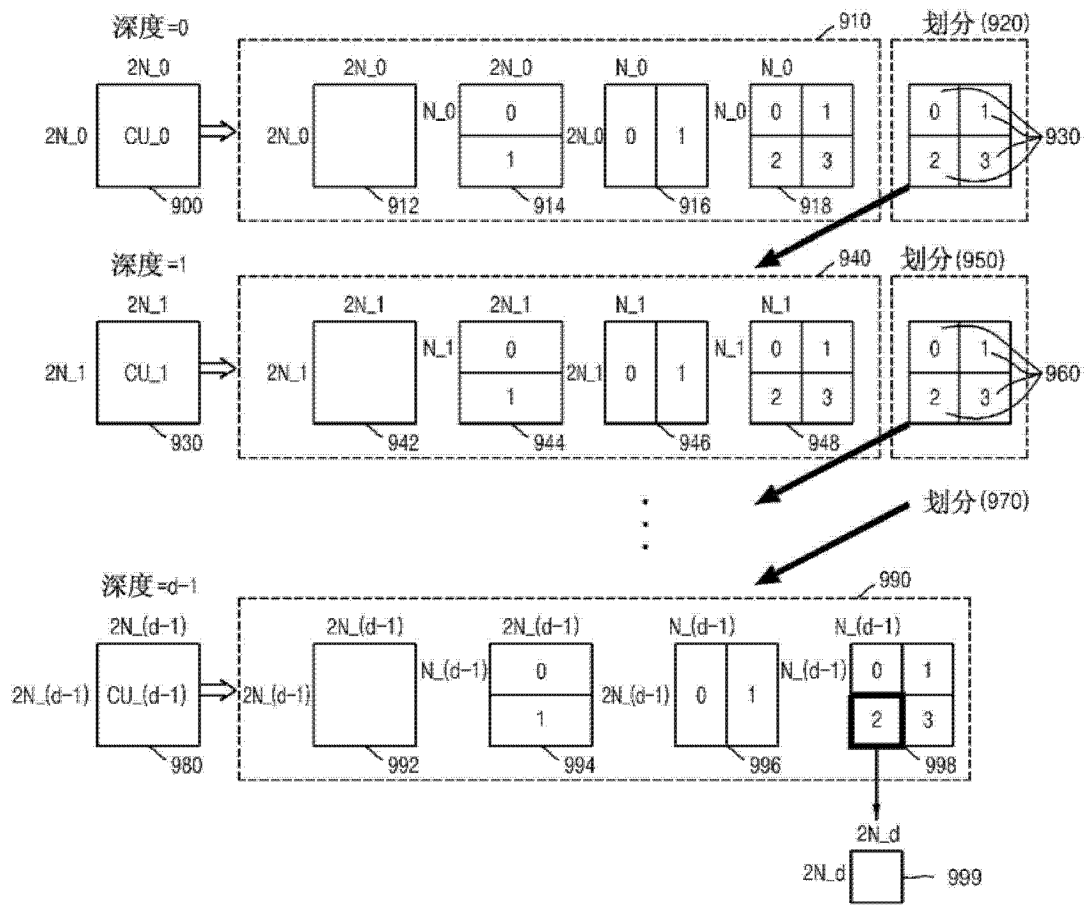 深度=0
910
划分(920)
2N_0
2N_0
2N_0
N_0
N_0
2N_0
CU_0
2N_0
N_0
0
1
2N_0
0
1
N_0
0
1
2
3
0
1
2
3
930
900
912
914
916
918
深度=1
940
划分(950)
2N_1
2N_1
2N_1
N_1
N_1
2N_1
CU_1
2N_1
N_1
0
1
2N_1
0
1
N_1
0
1
2
3
0
1
2
3
960
930
942
944
946
948
划分(970)
深度=d-1
990
2N_(d-1)
2N_(d-1)
2N_(d-1)
N_(d-1)
N_(d-1)
2N_(d-1)
CU_(d-1)
2N_(d-1)
N_(d-1)
0
1
2N_(d-1)
0
1
N_(d-1)
0
1
2
3
980
992
994
996
998
2N_d
2N_d
999